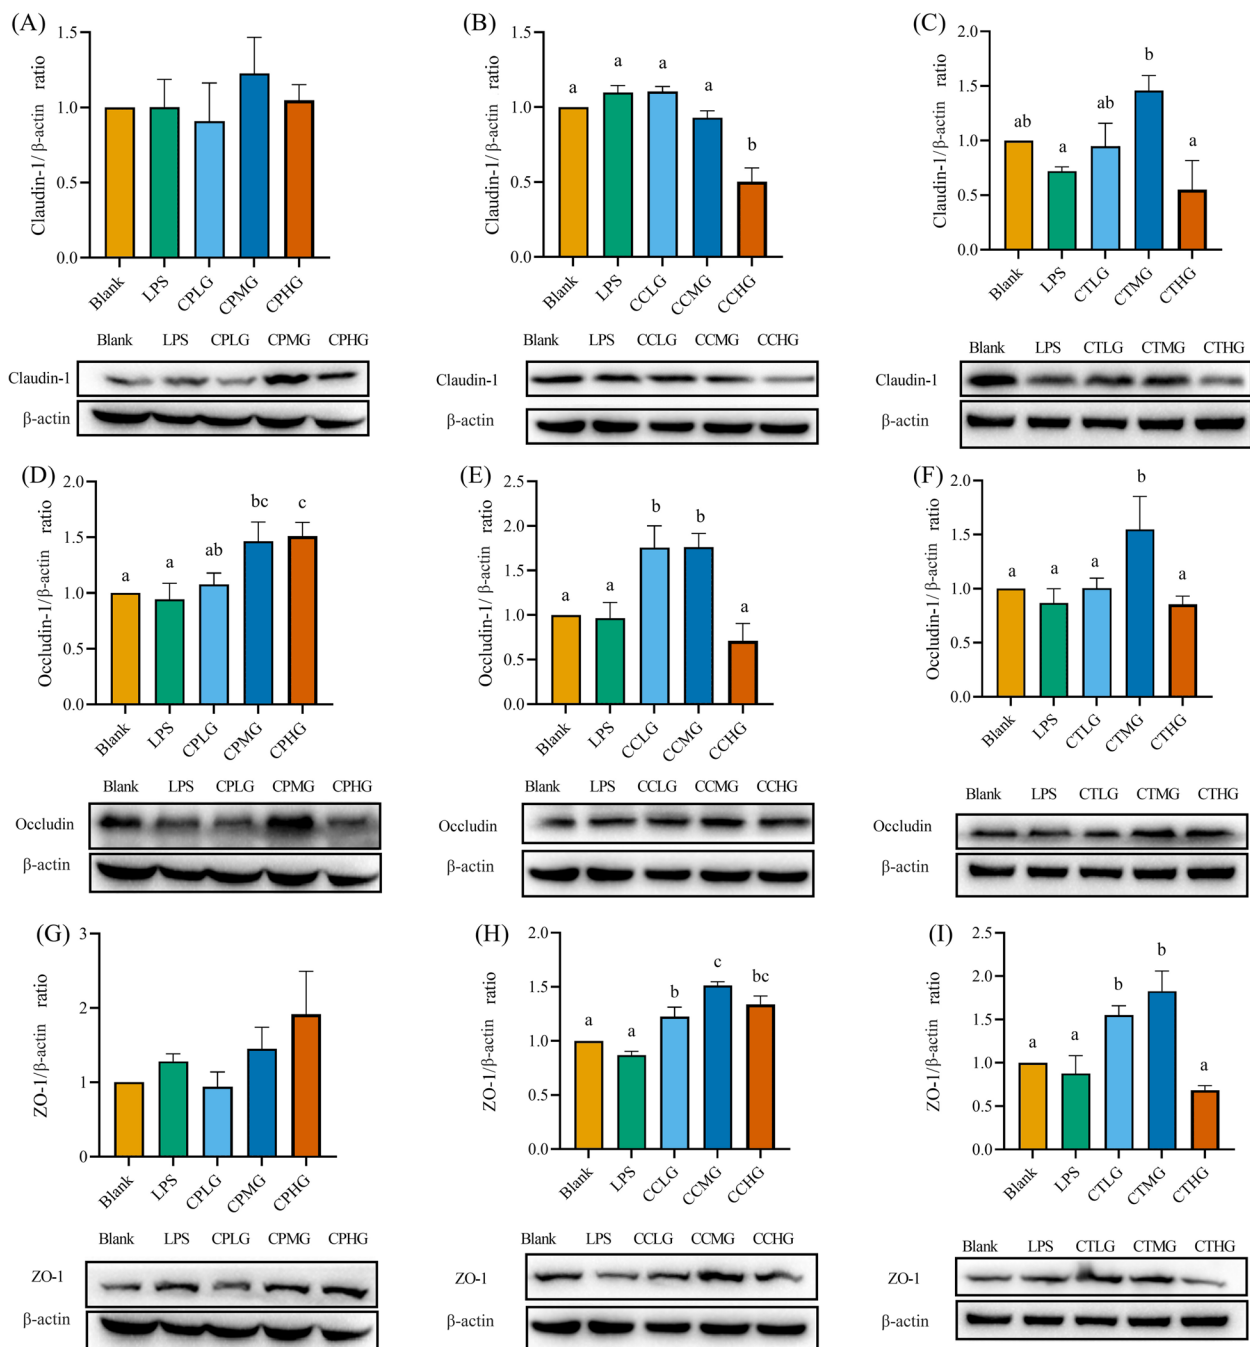 (A)
Claudin-1/ β-actin ratio
1.5
1.0
0.5
0.0
Blank LPS CPLG CPMG CPHG
Blank LPS CPLG CPMG CPHG
Claudin-1
β-actin
(B)
Claudin-1/ β-actin ratio
1.5
1.0
0.5
0.0
a a a a b
Blank LPS CCLG CCMG CCHG
Blank LPS CCLG CCMG CCHG
Claudin-1
β-actin
(C)
Claudin-1/ β-actin ratio
2.0
1.5
1.0
0.5
0.0
ab a ab b a
Blank LPS CTLG CTMG CTHG
Blank LPS CTLG CTMG CTHG
Claudin-1
β-actin
(D)
Occludin-1/ β-actin ratio
2.0
1.5
1.0
0.5
0.0
a a ab bc c
Blank LPS CPLG CPMG CPHG
Blank LPS CPLG CPMG CPHG
Occludin
β-actin
(E)
Occludin-1/ β-actin ratio
2.5
2.0
1.5
1.0
0.5
0.0
a a b b a
Blank LPS CCLG CCMG CCHG
Blank LPS CCLG CCMG CCHG
Occludin
β-actin
(F)
Occludin-1/ β-actin ratio
2.0
1.5
1.0
0.5
0.0
a a a b a
Blank LPS CTLG CTMG CTHG
Blank LPS CTLG CTMG CTHG
Occludin
β-actin
(G)
ZO-1/β-actin ratio
3
2
1
0
Blank LPS CPLG CPMG CPHG
Blank LPS CPLG CPMG CPHG
ZO-1
β-actin
(H)
ZO-1/β-actin ratio
2.0
1.5
1.0
0.5
0.0
a a b c bc
Blank LPS CCLG CCMG CCHG
Blank LPS CCLG CCMG CCHG
ZO-1
β-actin
(I)
ZO-1/β-actin ratio
2.5
2.0
1.5
1.0
0.5
0.0
a a b b a
Blank LPS CTLG CTMG CTHG
Blank LPS CTLG CTMG CTHG
ZO-1
β-actin